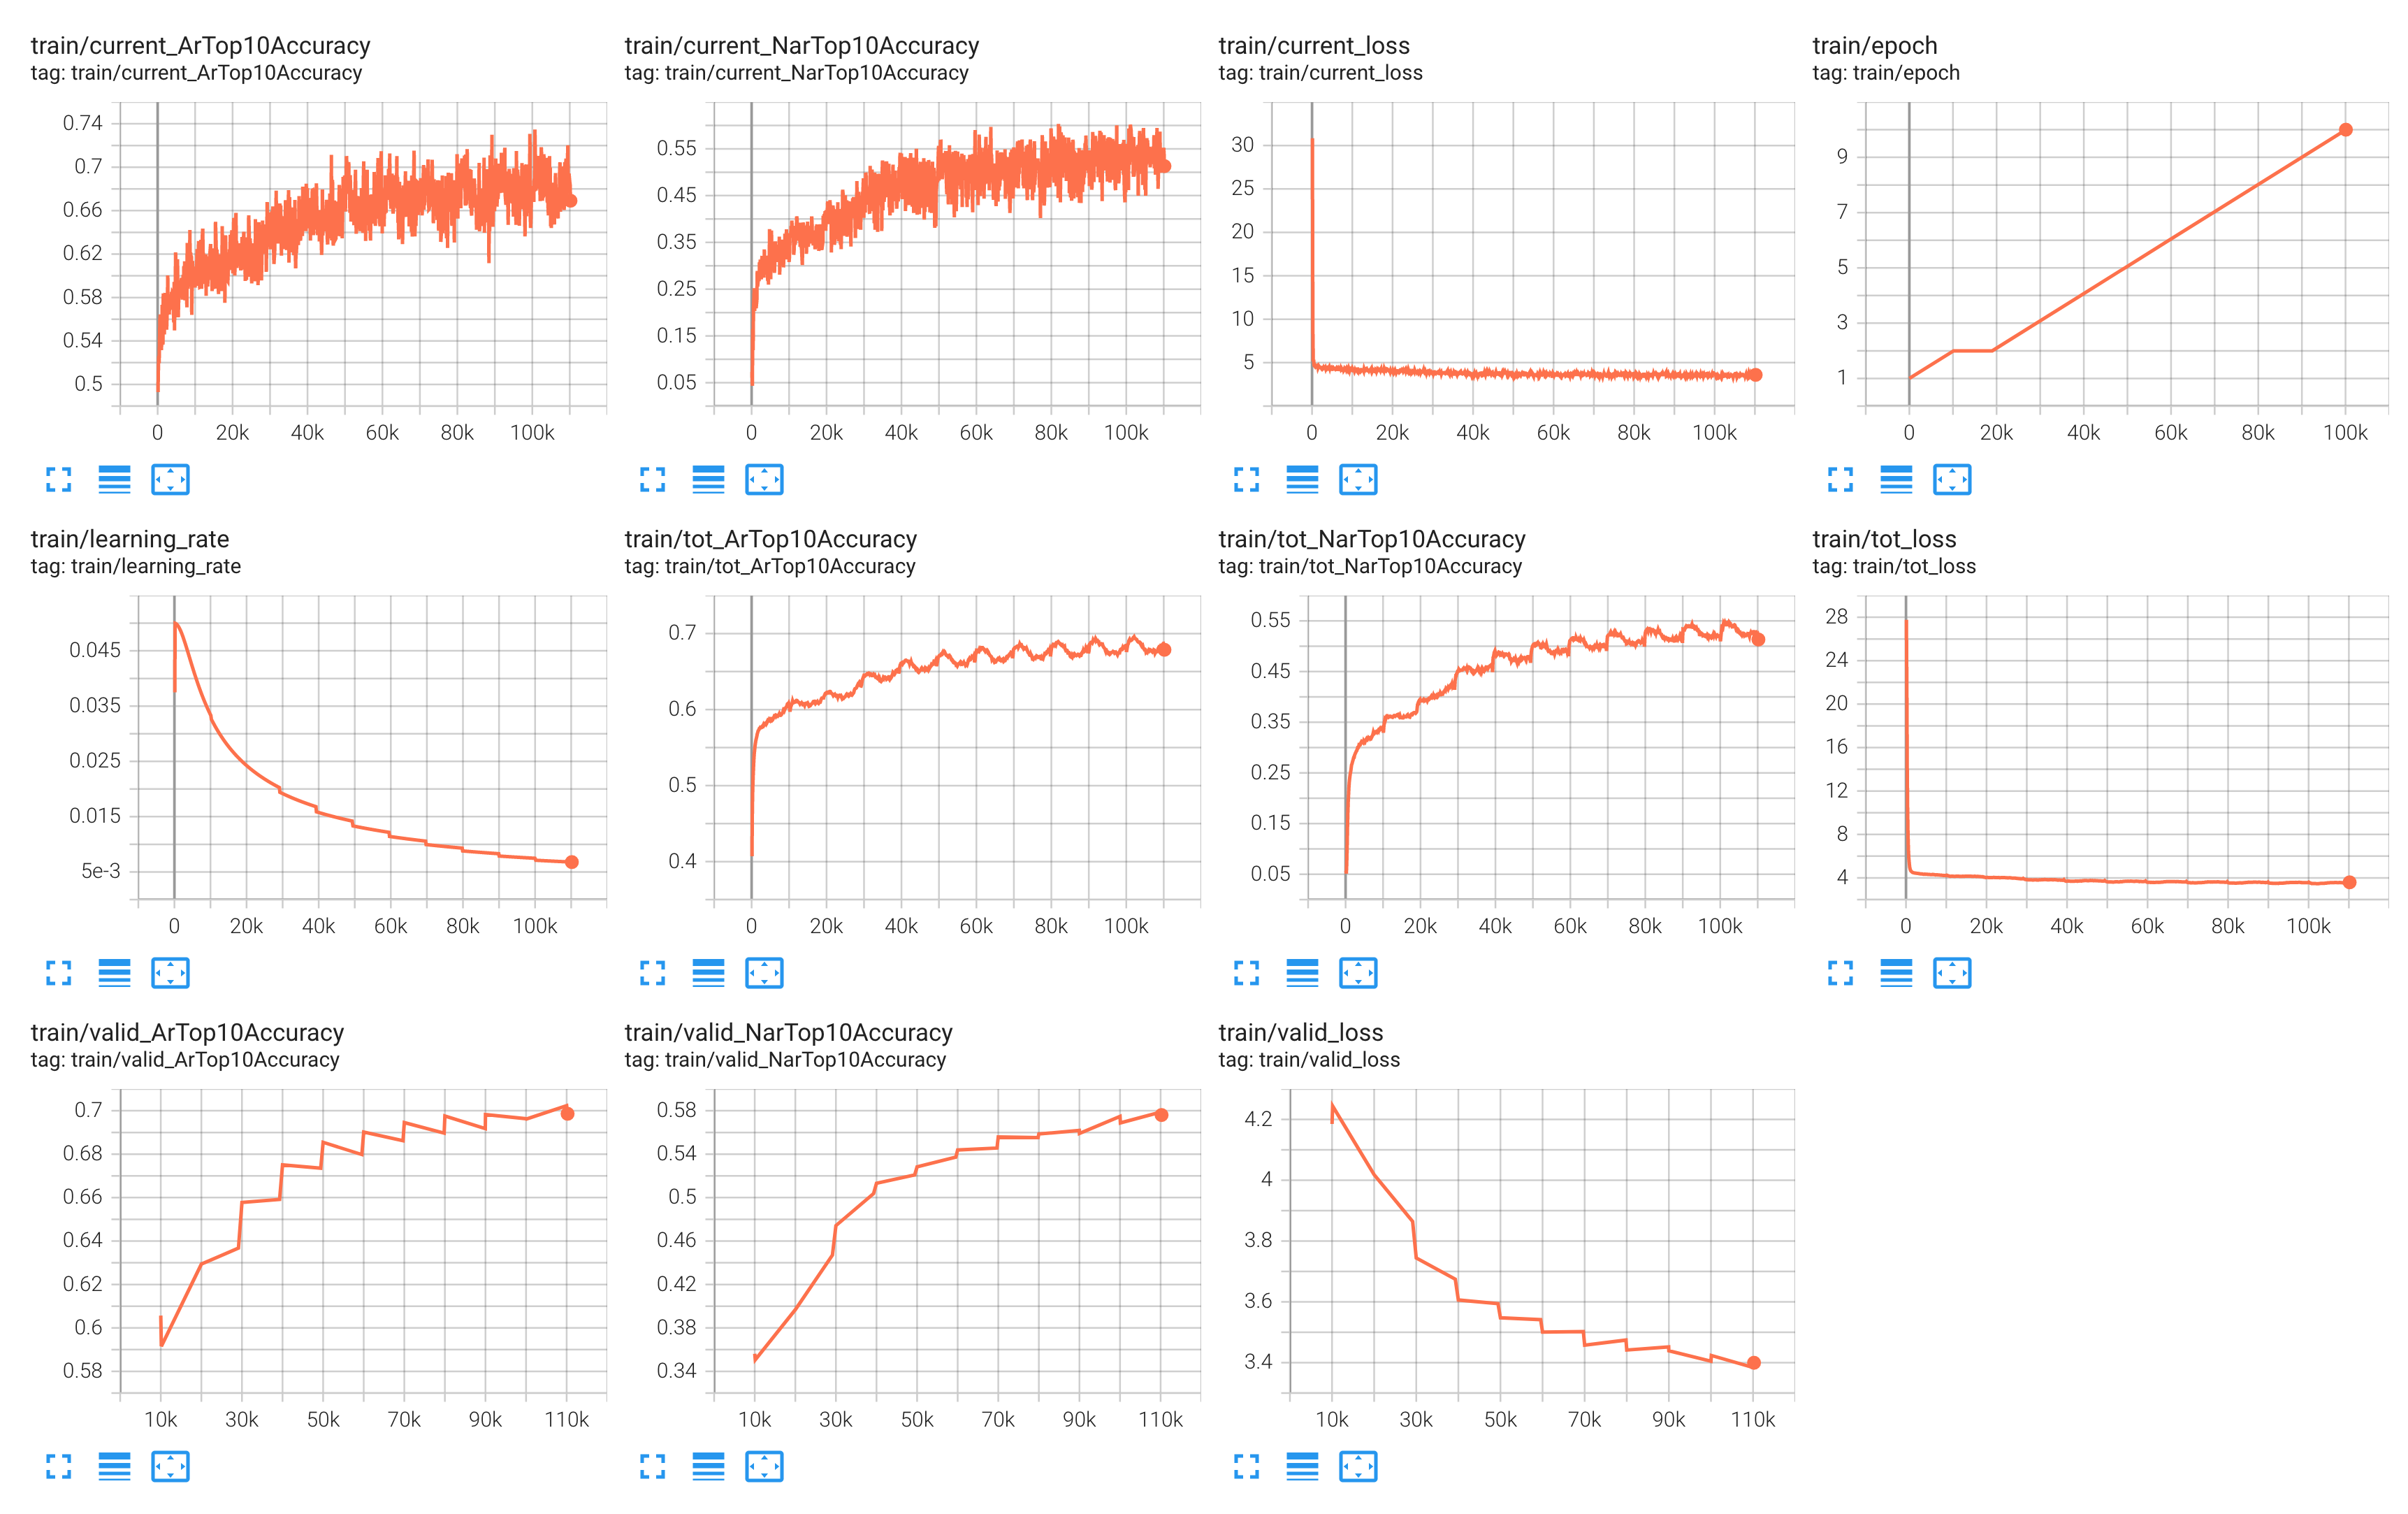 train/current_ArTop10Accuracy
tag: train/current_ArTop10Accuracy
0.74
0.7
0.66
0.62
0.58
0.54
0.5
0 20k 40k 60k 80k 100k
train/current_NarTop10Accuracy
tag: train/current_NarTop10Accuracy
0.55
0.45
0.35
0.25
0.15
0.05
0 20k 40k 60k 80k 100k
train/current_loss
tag: train/current_loss
30
25
20
15
10
5
0 20k 40k 60k 80k 100k
train/epoch
tag: train/epoch
9
7
5
3
1
0 20k 40k 60k 80k 100k
train/learning_rate
tag: train/learning_rate
0.045
0.035
0.025
0.015
5e-3
0 20k 40k 60k 80k 100k
train/tot_ArTop10Accuracy
tag: train/tot_ArTop10Accuracy
0.7
0.6
0.5
0.4
0 20k 40k 60k 80k 100k
train/tot_NarTop10Accuracy
tag: train/tot_NarTop10Accuracy
0.55
0.45
0.35
0.25
0.15
0.05
0 20k 40k 60k 80k 100k
train/tot_loss
tag: train/tot_loss
28
24
20
16
12
8
4
0 20k 40k 60k 80k 100k
train/valid_ArTop10Accuracy
tag: train/valid_ArTop10Accuracy
0.7
0.68
0.66
0.64
0.62
0.6
0.58
10k 30k 50k 70k 90k 110k
train/valid_NarTop10Accuracy
tag: train/valid_NarTop10Accuracy
0.58
0.54
0.5
0.46
0.42
0.38
0.34
10k 30k 50k 70k 90k 110k
train/valid_loss
tag: train/valid_loss
4.2
4
3.8
3.6
3.4
10k 30k 50k 70k 90k 110k